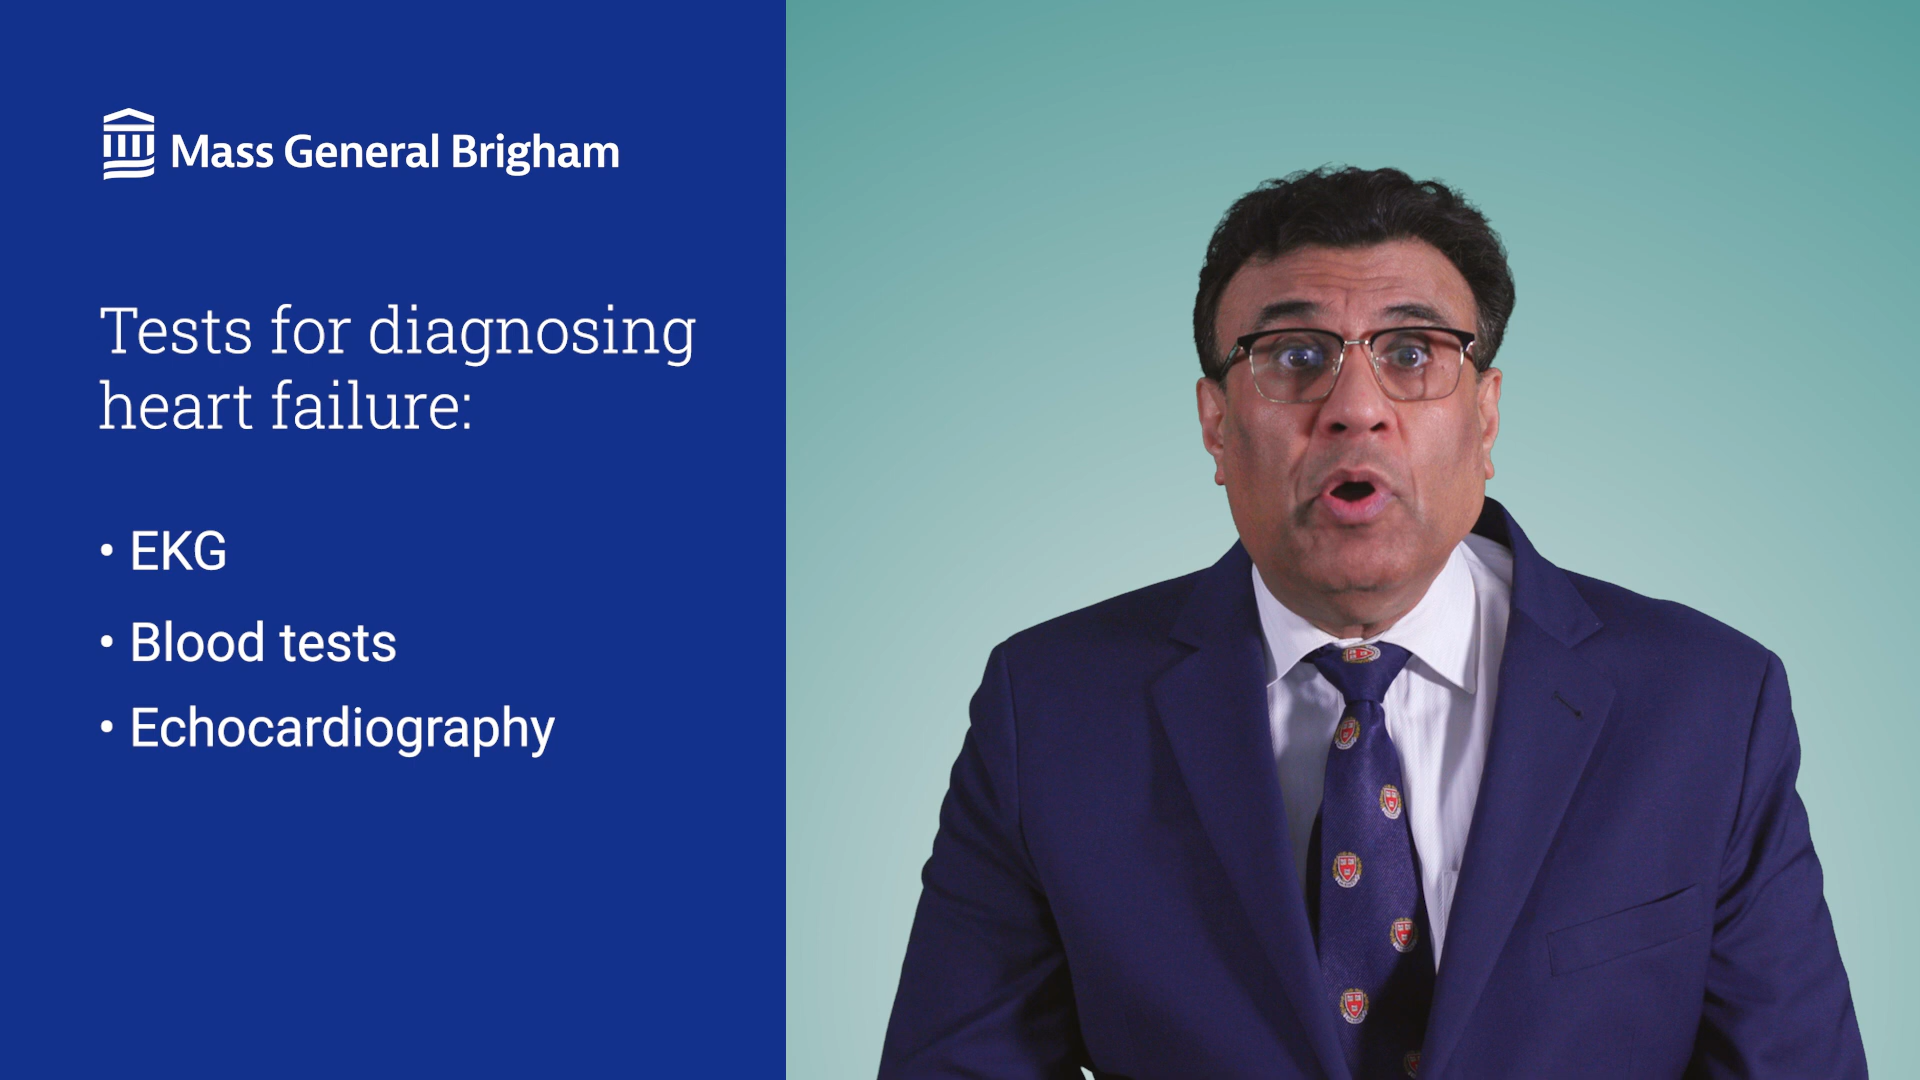 Mass General Brigham
Tests for diagnosing
heart failure:
• EKG
• Blood tests
• Echocardiography